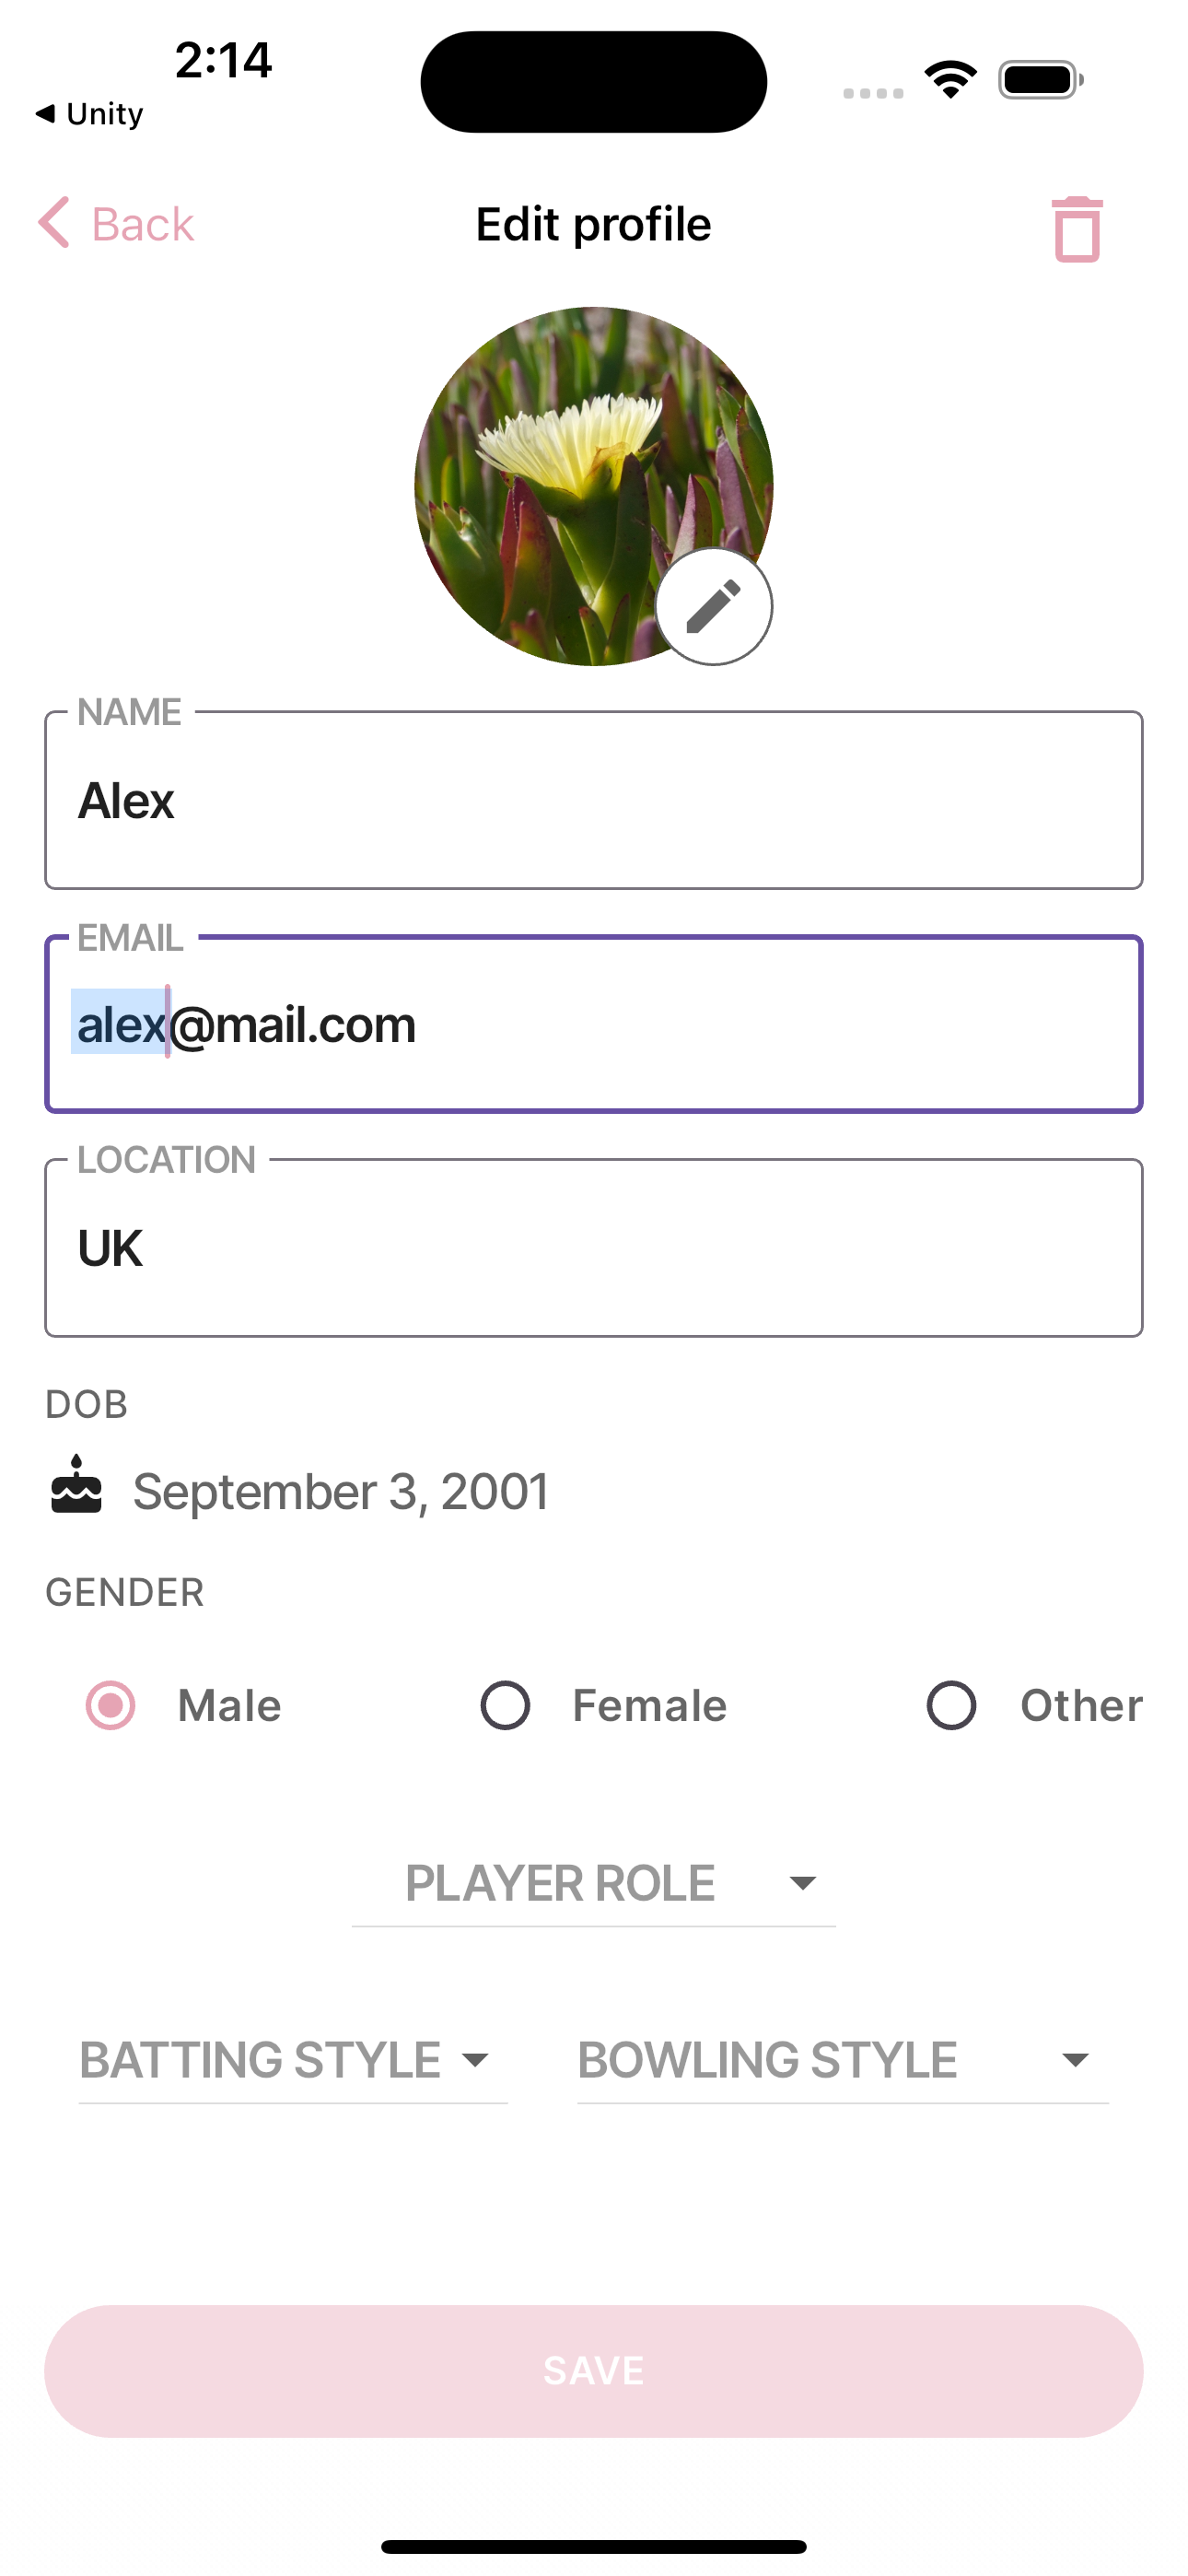 2:14
Unity
Back
Edit profile
NAME
Alex
EMAIL
alex@mail.com
LOCATION
UK
DOB
September 3, 2001
GENDER
Male Female Other
PLAYER ROLE
BATTING STYLE BOWLING STYLE
SAVE